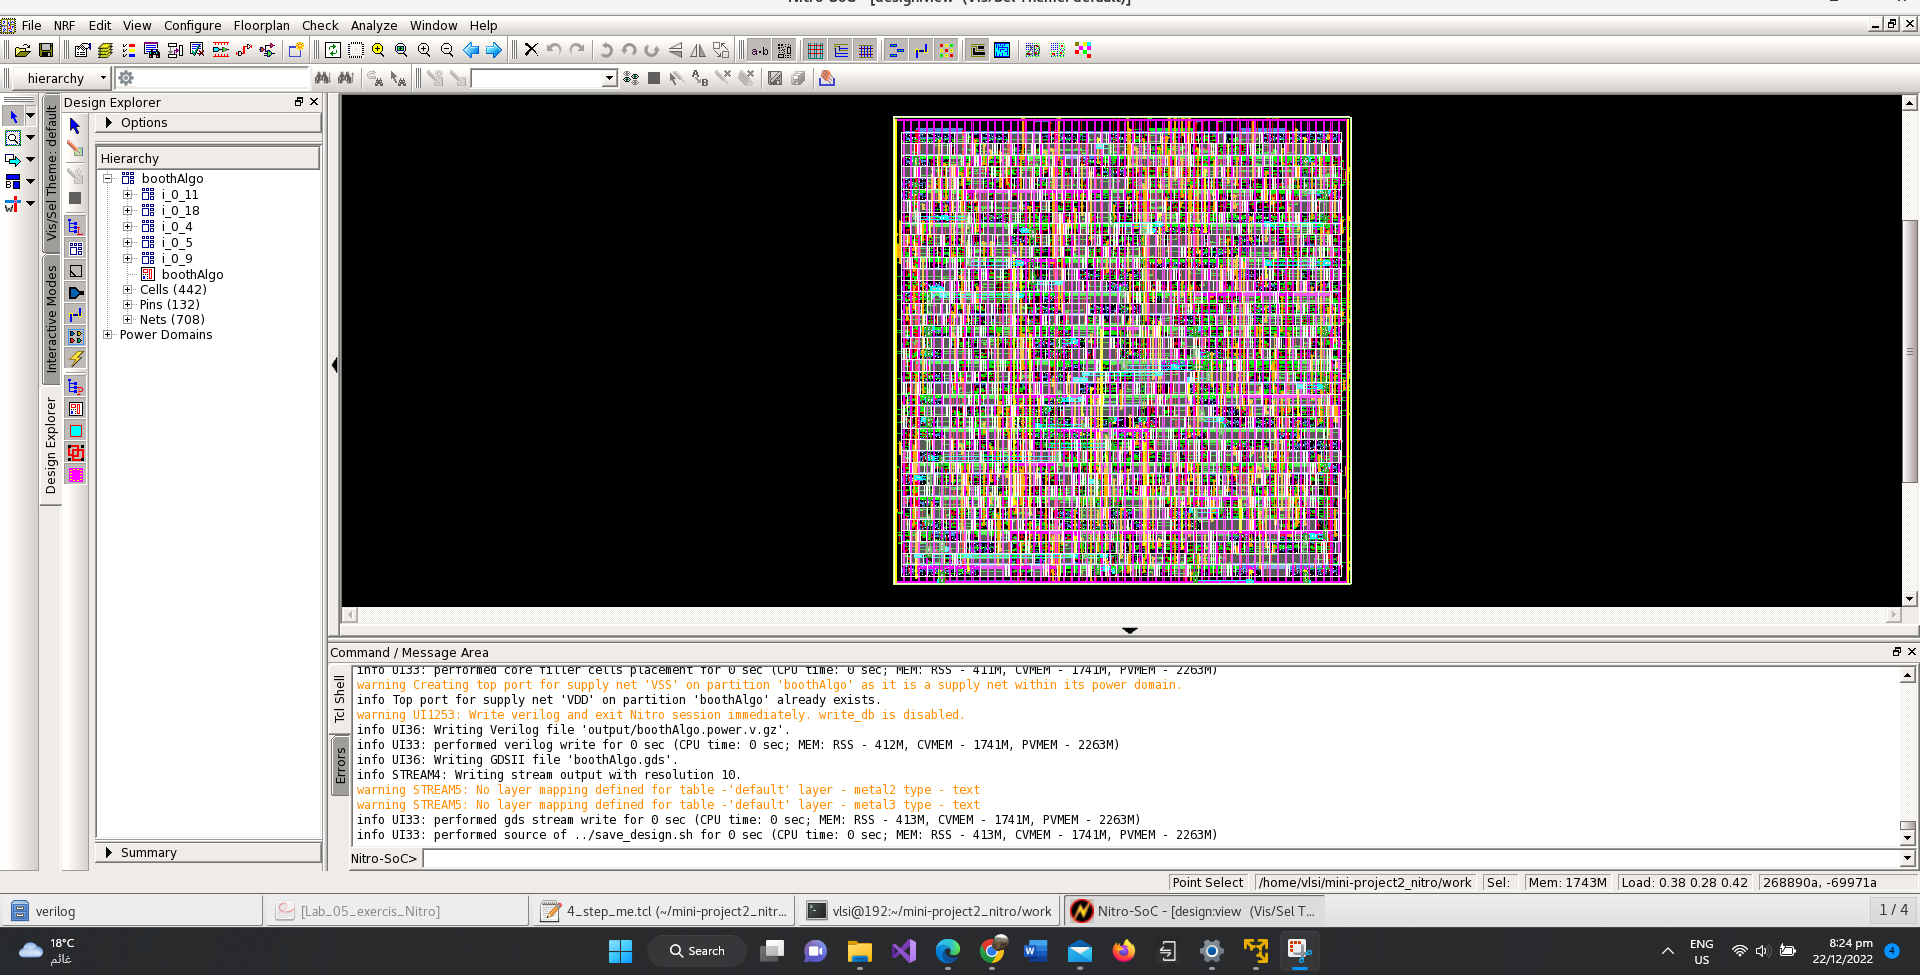 Nitro-SoC - [design:view (Vis/Sel Theme: default)]
File NRF Edit View Configure Floorplan Check Analyze Window Help
hierarchy
Design Explorer
Options
Hierarchy
boothAlgo
i_0_11
i_0_18
i_0_4
i_0_5
i_0_9
boothAlgo
Cells (442)
Pins (132)
Nets (708)
Power Domains
Summary
Vis/Sel Theme: default
Interactive Modes
Design Explorer
Command / Message Area
Tcl Shell
Errors
info UI33: performed core filler cells placement for 0 sec (CPU time: 0 sec; MEM: RSS - 411M, CVMEM - 1741M, PVMEM - 2263M)
warning Creating top port for supply net 'VSS' on partition 'boothAlgo' as it is a supply net within its power domain.
info Top port for supply net 'VDD' on partition 'boothAlgo' already exists.
warning UI1253: Write verilog and exit Nitro session immediately. write_db is disabled.
info UI36: Writing Verilog file 'output/boothAlgo.power.v.gz'.
info UI33: performed verilog write for 0 sec (CPU time: 0 sec; MEM: RSS - 412M, CVMEM - 1741M, PVMEM - 2263M)
info UI36: Writing GDSII file 'boothAlgo.gds'.
info STREAM4: Writing stream output with resolution 10.
warning STREAM5: No layer mapping defined for table -'default' layer - metal2 type - text
warning STREAM5: No layer mapping defined for table -'default' layer - metal3 type - text
info UI33: performed gds stream write for 0 sec (CPU time: 0 sec; MEM: RSS - 413M, CVMEM - 1741M, PVMEM - 2263M)
info UI33: performed source of ../save_design.sh for 0 sec (CPU time: 0 sec; MEM: RSS - 413M, CVMEM - 1741M, PVMEM - 2263M)
Nitro-SoC>
Point Select /home/vlsi/mini-project2_nitro/work Sel: Mem: 1743M Load: 0.38 0.28 0.42 268890a, -69971a
verilog [Lab_05_exercis_Nitro] 4_step_me.tcl (~/mini-project2_nitr... vlsi@192:~/mini-project2_nitro/work Nitro-SoC - [design:view (Vis/Sel T... 1 / 4
18°C
غائم
Search
ENG
US
8:24 pm
22/12/2022
4